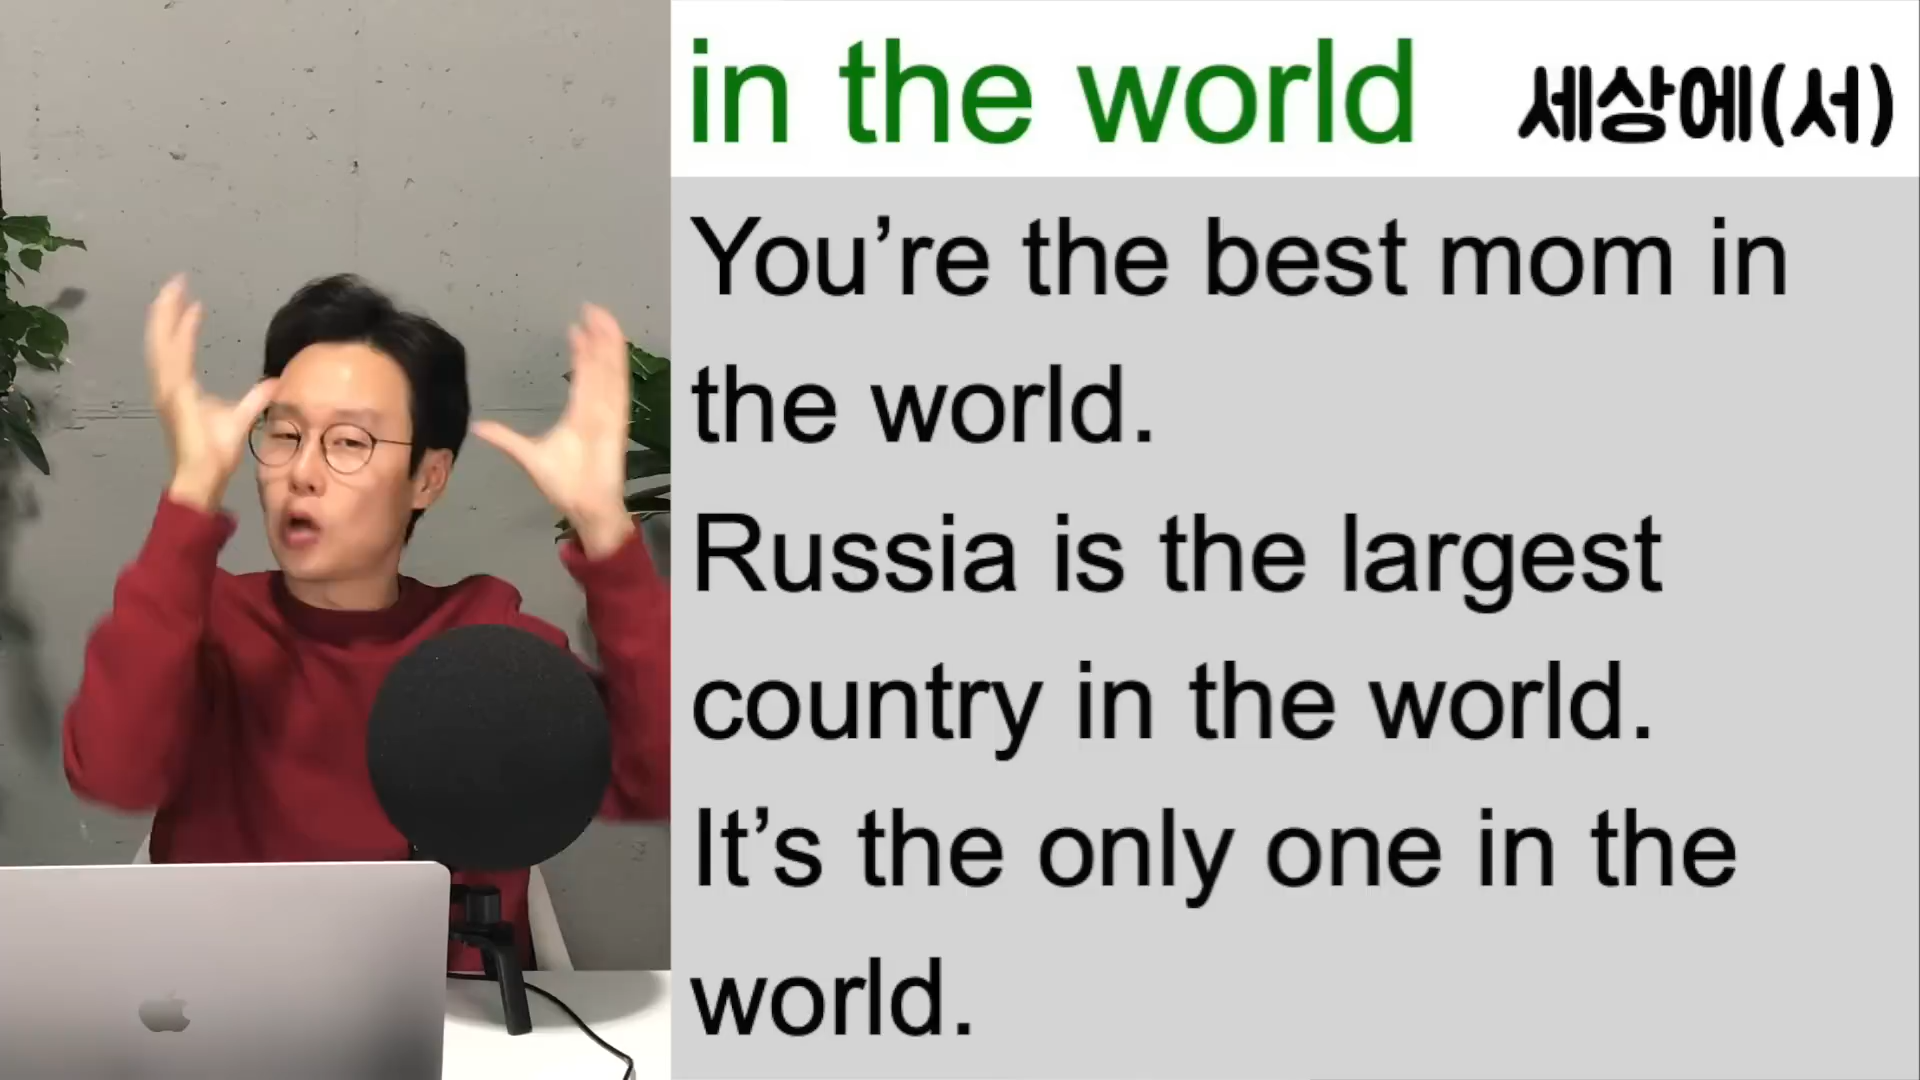 in the world 세상에(서)
You’re the best mom in
the world.
Russia is the largest
country in the world.
It’s the only one in the
world.